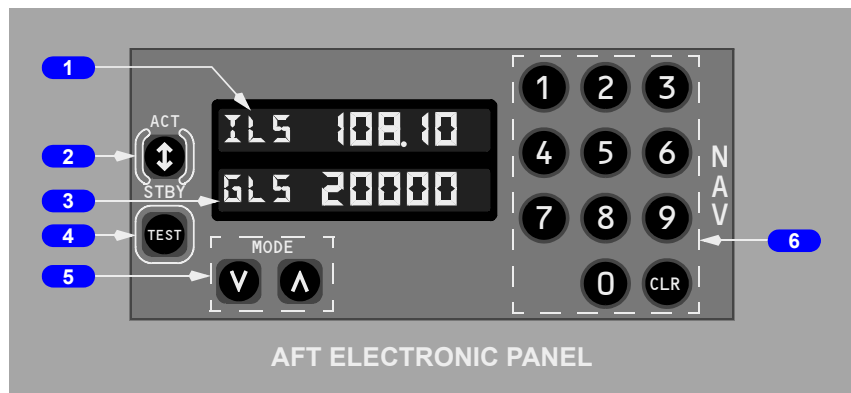 1
ACT
2
STBY
3
4
TEST
5
MODE
V Λ
ILS 108.10
GLS 20000
1 2 3
4 5 6
7 8 9
0 CLR
NAV
6
AFT ELECTRONIC PANEL